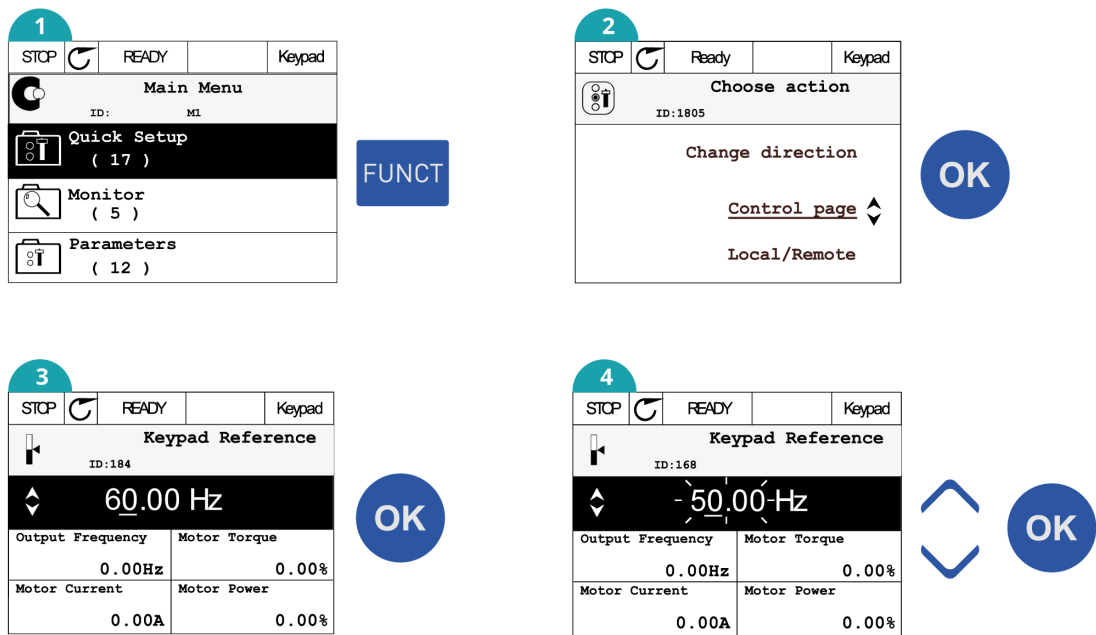 1
STOP READY Keypad
Main Menu
ID: M1
Quick Setup
( 17 )
Monitor
( 5 )
Parameters
( 12 )
FUNCT
2
STOP Ready Keypad
Choose action
ID:1805
Change direction
Control page
Local/Remote
OK
3
STOP READY Keypad
Keypad Reference
ID:184
60.00 Hz
Output Frequency Motor Torque
0.00Hz 0.00%
Motor Current Motor Power
0.00A 0.00%
OK
4
STOP READY Keypad
Keypad Reference
ID:168
50.00 Hz
Output Frequency Motor Torque
0.00Hz 0.00%
Motor Current Motor Power
0.00A 0.00%
OK